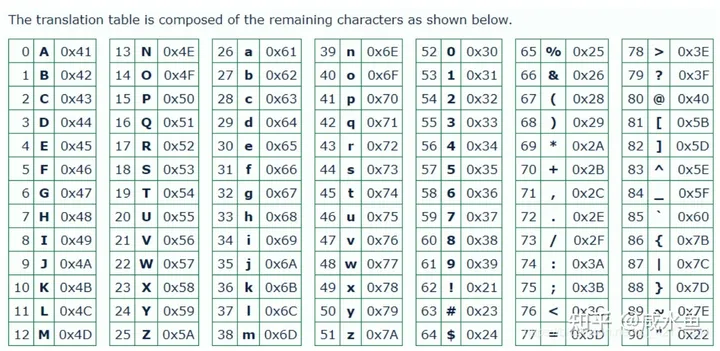 The translation table is composed of the remaining characters as shown below.
0 A 0x41 13 N 0x4E 26 a 0x61 39 n 0x6E 52 0 0x30 65 % 0x25 78 > 0x3E
1 B 0x42 14 O 0x4F 27 b 0x62 40 o 0x6F 53 1 0x31 66 & 0x26 79 ? 0x3F
2 C 0x43 15 P 0x50 28 c 0x63 41 p 0x70 54 2 0x32 67 ( 0x28 80 @ 0x40
3 D 0x44 16 Q 0x51 29 d 0x64 42 q 0x71 55 3 0x33 68 ) 0x29 81 [ 0x5B
4 E 0x45 17 R 0x52 30 e 0x65 43 r 0x72 56 4 0x34 69 * 0x2A 82 ] 0x5D
5 F 0x46 18 S 0x53 31 f 0x66 44 s 0x73 57 5 0x35 70 + 0x2B 83 ^ 0x5E
6 G 0x47 19 T 0x54 32 g 0x67 45 t 0x74 58 6 0x36 71 , 0x2C 84 _ 0x5F
7 H 0x48 20 U 0x55 33 h 0x68 46 u 0x75 59 7 0x37 72 . 0x2E 85 ` 0x60
8 I 0x49 21 V 0x56 34 i 0x69 47 v 0x76 60 8 0x38 73 / 0x2F 86 { 0x7B
9 J 0x4A 22 W 0x57 35 j 0x6A 48 w 0x77 61 9 0x39 74 : 0x3A 87 | 0x7C
10 K 0x4B 23 X 0x58 36 k 0x6B 49 x 0x78 62 ! 0x21 75 ; 0x3B 88 } 0x7D
11 L 0x4C 24 Y 0x59 37 l 0x6C 50 y 0x79 63 # 0x23 76 < 0x3C 89 ~ 0x7E
12 M 0x4D 25 Z 0x5A 38 m 0x6D 51 z 0x7A 64 $ 0x24 77 = 0x3D 90 " 0x22
知乎 @咸水鱼